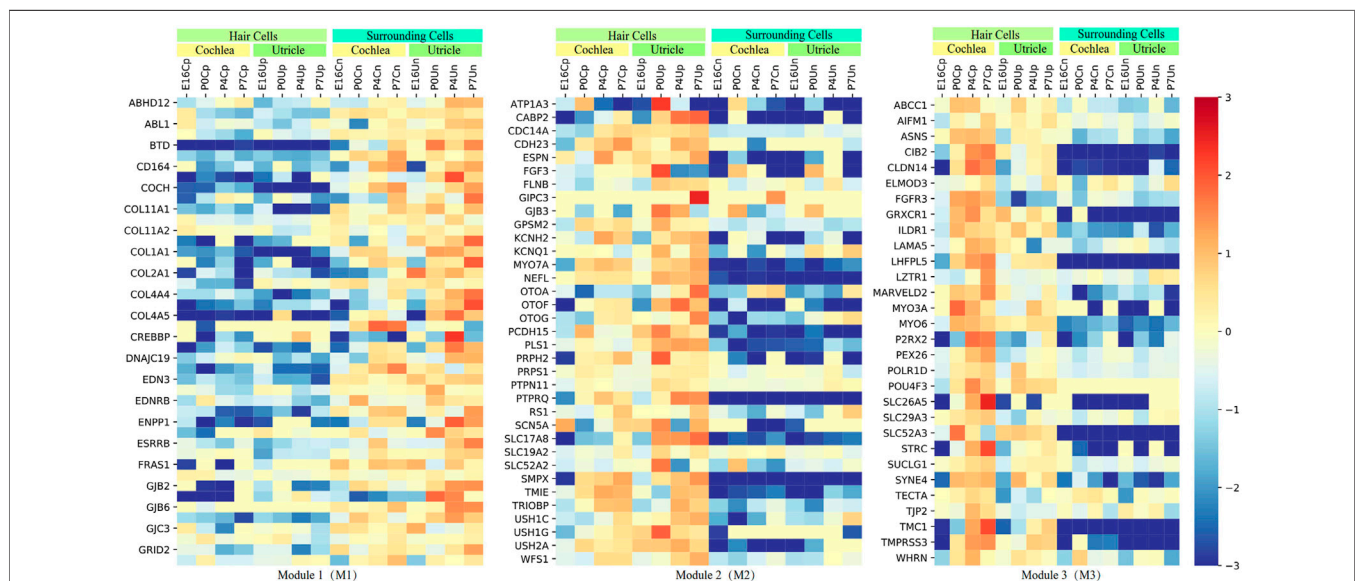 Hair Cells Surrounding Cells
Cochlea Utricle Cochlea Utricle
E16Cp P0Cp P4Cp P7Cp E16Up P00Up P4Up P7Up E16Cn P0Cn P4Cn P7Cn E16Un P0Un P4Un P7Un
ABHD12
ABL1
BTD
CD164
COCH
COL11A1
COL11A2
COL1A1
COL2A1
COL4A4
COL4A5
CREBBP
DNAJC19
EDN3
EDNRB
ENPP1
ESRRB
FRAS1
GJB2
GJB6
GJC3
GRID2
Module 1 (M1)
Hair Cells Surrounding Cells
Cochlea Utricle Cochlea Utricle
E16Cp P0Cp P4Cp P7Cp E16Up P00Up P4Up P7Up E16Cn P0Cn P4Cn P7Cn E16Un P0Un P4Un P7Un
ATP1A3
CABP2
CDC14A
CDH23
ESPN
FGF3
FLNB
GIPC3
GJB3
GPSM2
KCNH2
KCNQ1
MYO7A
NEFL
OTOA
OTOF
OTOG
PCDH15
PLS1
PRPH2
PRPS1
PTPN11
PTPRQ
RS1
SCN5A
SLC17A8
SLC19A2
SLC52A2
SMPX
TMIE
TRIOBP
USH1C
USH1G
USH2A
WFS1
Module 2 (M2)
Hair Cells Surrounding Cells
Cochlea Utricle Cochlea Utricle
E16Cp P0Cp P4Cp P7Cp E16Up P00Up P4Up P7Up E16Cn P0Cn P4Cn P7Cn E16Un P0Un P4Un P7Un
ABCC1
AIFM1
ASNS
CIB2
CLDN14
ELMOD3
FGFR3
GRXCR1
ILDR1
LAMA5
LHFPL5
LZTR1
MARVELD2
MYO3A
MYO6
P2RX2
PEX26
POLR1D
POU4F3
SLC26A5
SLC29A3
SLC52A3
STRC
SUCLG1
SYNE4
TECTA
TJP2
TMC1
TMPRSS3
WHRN
Module 3 (M3)
3
2
1
0
−1
−2
−3